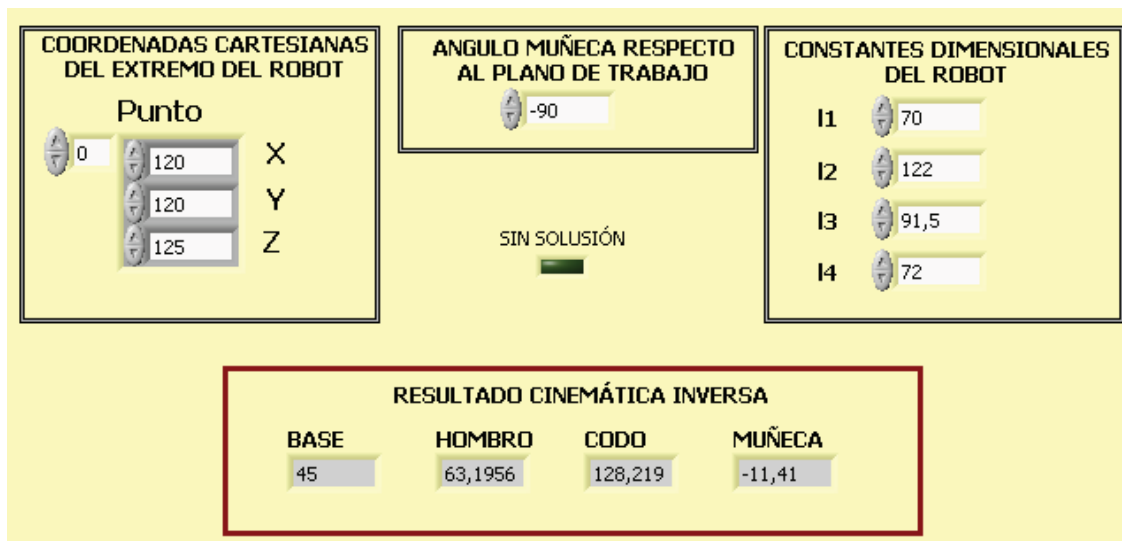 COORDENADAS CARTESIANAS
DEL EXTREMO DEL ROBOT
Punto
0
120 X
120 Y
125 Z
ANGULO MUÑECA RESPECTO
AL PLANO DE TRABAJO
-90
SIN SOLUSIÓN
CONSTANTES DIMENSIONALES
DEL ROBOT
l1 70
l2 122
l3 91,5
l4 72
RESULTADO CINEMÁTICA INVERSA
BASE HOMBRO CODO MUÑECA
45 63,1956 128,219 -11,41